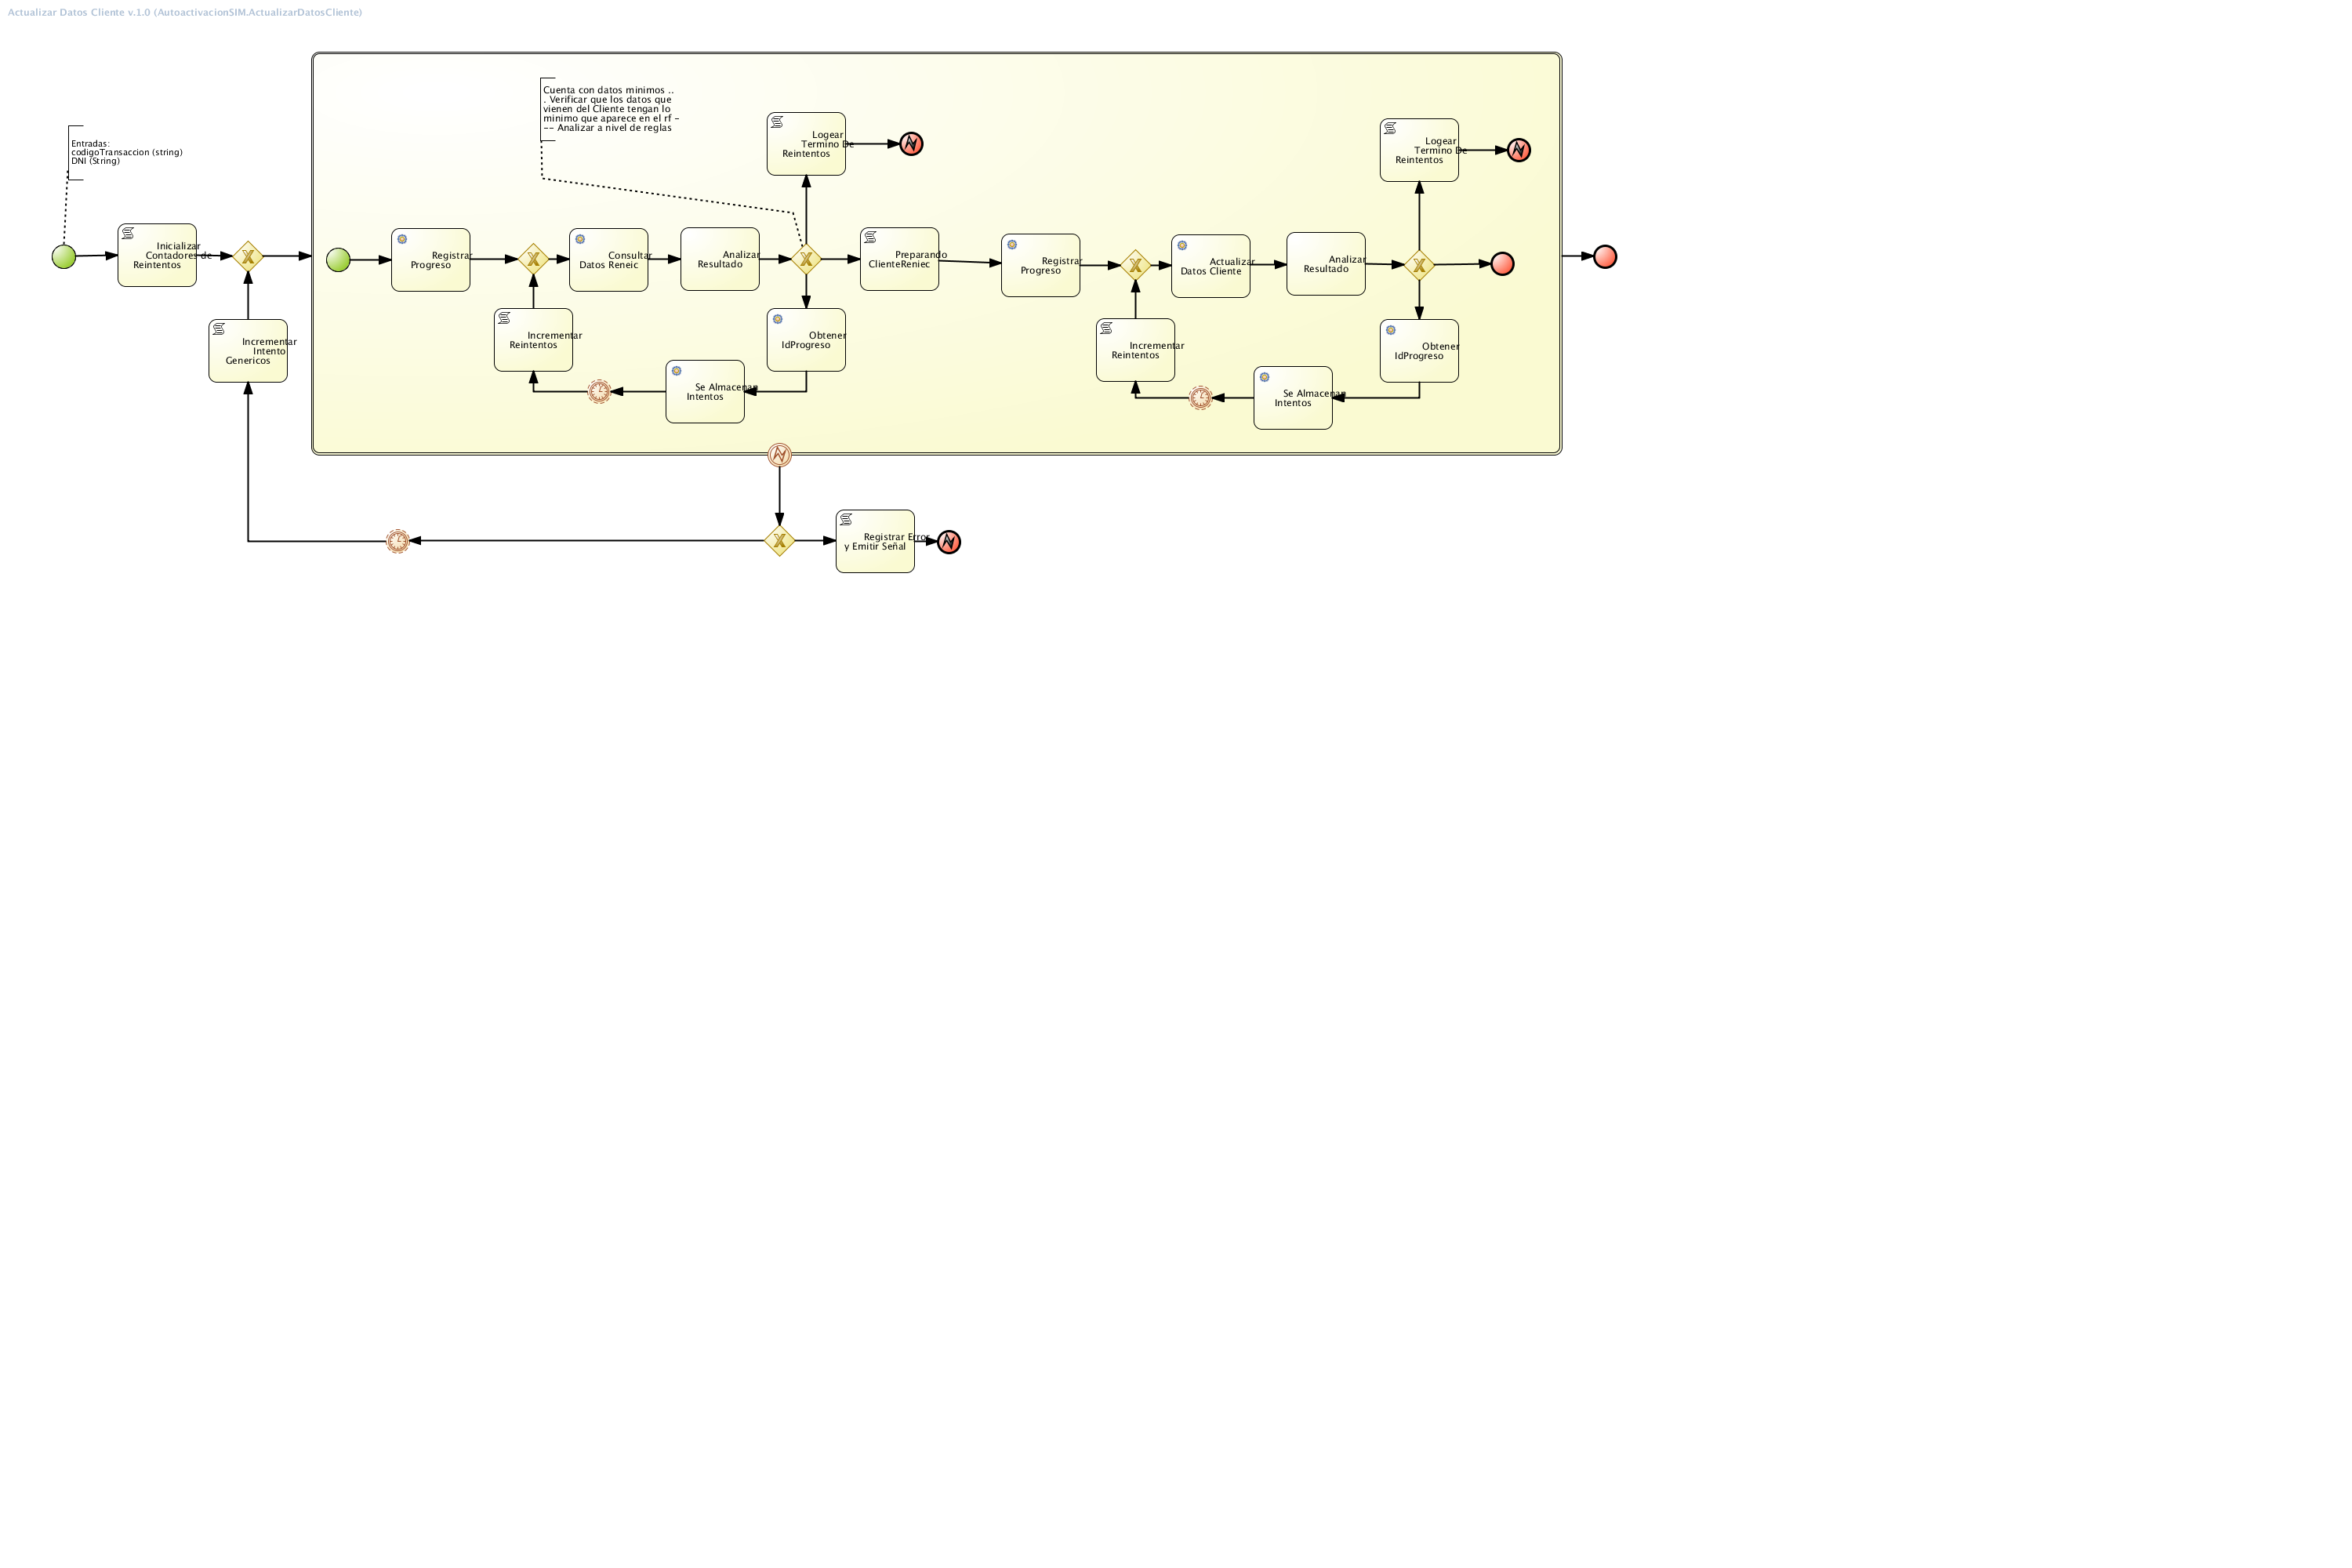 Actualizar Datos Cliente v.1.0 (AutoactivacionSIM.ActualizarDatosCliente)
Entradas:
codigoTransaccion (string)
DNI (String)
Inicializar
Contadores de
Reintentos
Incrementar
Intento
Genericos
Cuenta con datos minimos ..
. Verificar que los datos que
vienen del Cliente tengan lo
minimo que aparece en el rf -
-- Analizar a nivel de reglas
Logear
Termino De
Reintentos
Registrar
Progreso
Consultar
Datos Reneic
Analizar
Resultado
Preparando
ClienteReniec
Incrementar
Reintentos
Obtener
IdProgreso
Se Almacenan
Intentos
Registrar
Progreso
Actualizar
Datos Cliente
Analizar
Resultado
Logear
Termino De
Reintentos
Incrementar
Reintentos
Obtener
IdProgreso
Se Almacenan
Intentos
Registrar Error
y Emitir Señal